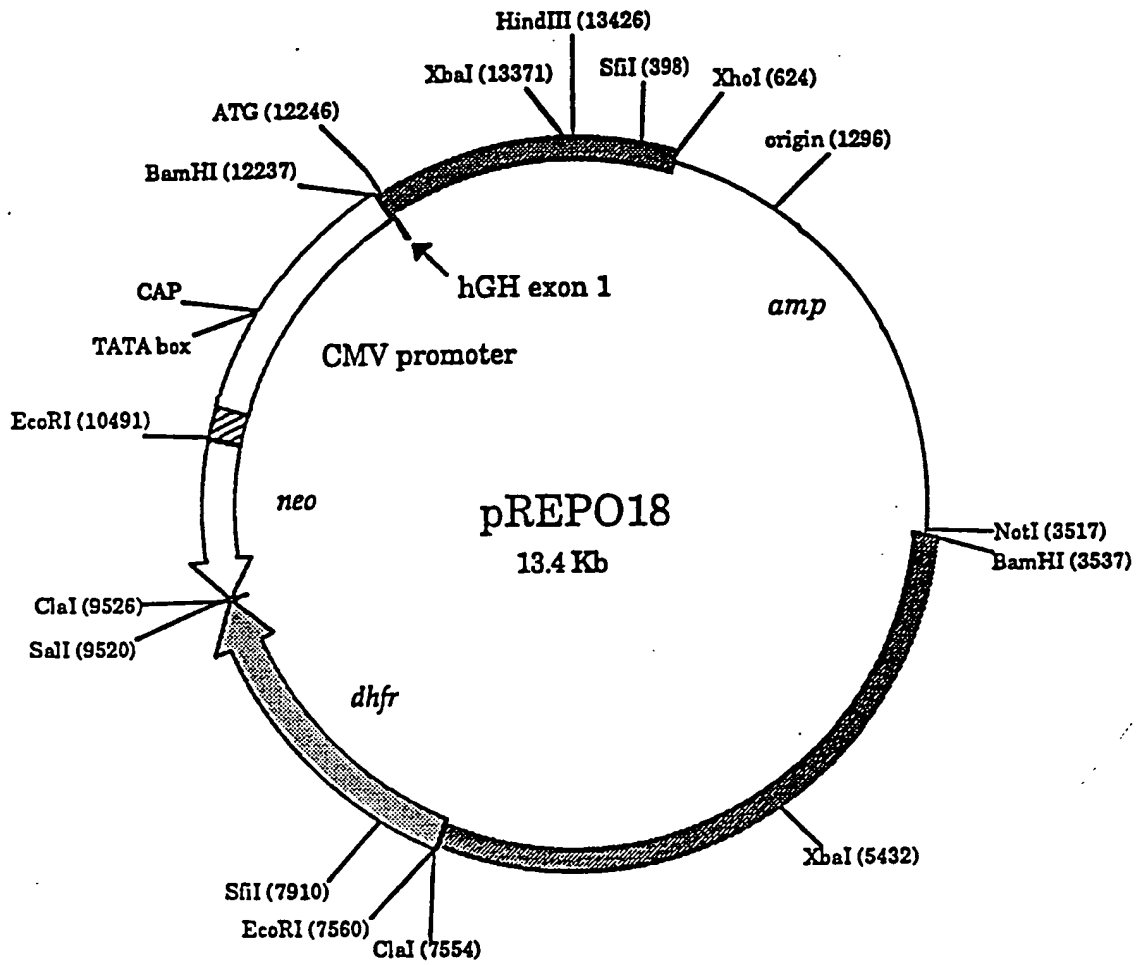 HindIII (13426)
XbaI (13371)
SfiI (398)
XhoI (624)
ATG (12246)
origin (1296)
BamHI (12237)
hGH exon 1
CAP
amp
TATA box
CMV promoter
EcoRI (10491)
neo
pREPO18
13.4 Kb
NotI (3517)
BamHI (3537)
ClaI (9526)
SalI (9520)
dhfr
XbaI (5432)
SfiI (7910)
EcoRI (7560)
ClaI (7554)